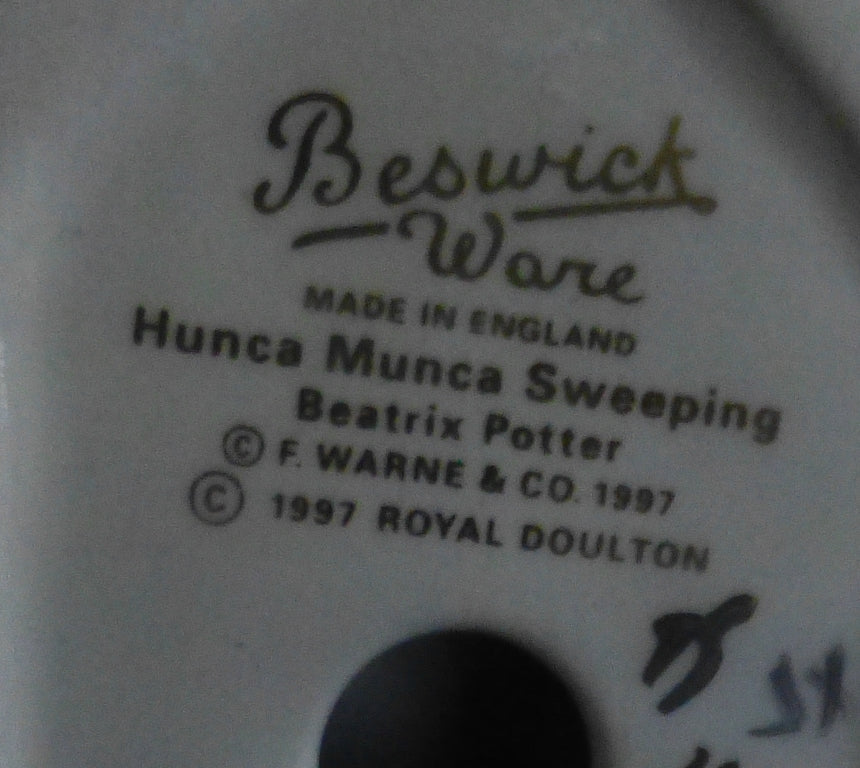 Beswick
Ware
MADE IN ENGLAND
Hunca Munca Sweeping
Beatrix Potter
© F. WARNE & CO. 1997
© 1997 ROYAL DOULTON